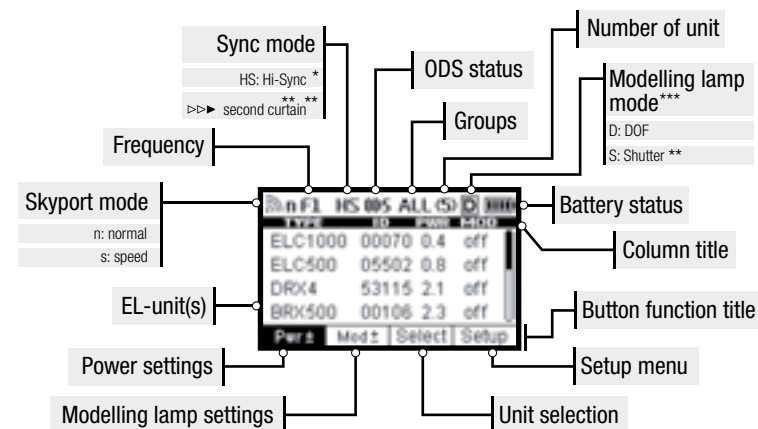 Sync mode
HS: Hi-Sync *
▷▷▶ second curtain ** **
ODS status
Number of unit
Modelling lamp
mode***
D: DOF
S: Shutter **
Groups
Frequency
Skyport mode
n: normal
s: speed
Battery status
Column title
EL-unit(s)
Button function title
Power settings
Setup menu
Modelling lamp settings
Unit selection
n F1 HS 005 ALL (5) D
TYPE ID PWR MOD
ELC1000 00070 0.4 off
ELC500 05502 0.8 off
DRX4 53115 2.1 off
BRX500 00106 2.3 off
Pwr± Mod± Select Setup